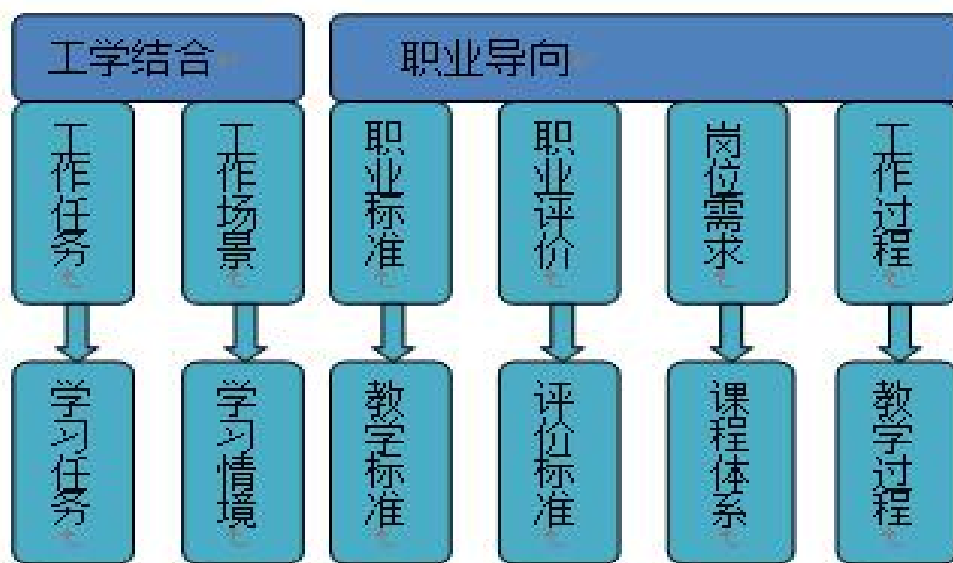 工学结合
职业导向
工作任务
工作场景
职业标准
职业评价
岗位需求
工作过程
学习任务
学习情境
教学标准
评价标准
课程体系
教学过程